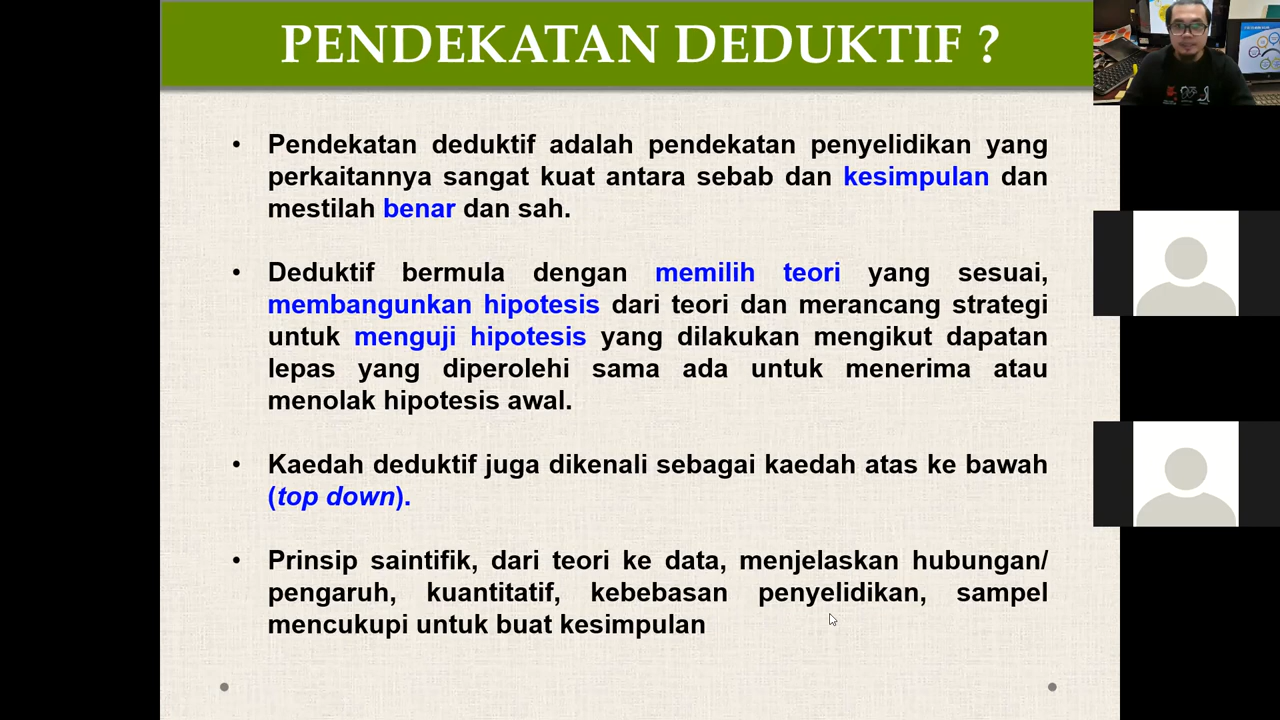 PENDEKATAN DEDUKTIF ?
• Pendekatan deduktif adalah pendekatan penyelidikan yang
perkaitannya sangat kuat antara sebab dan kesimpulan dan
mestilah benar dan sah.
• Deduktif bermula dengan memilih teori yang sesuai,
membangunkan hipotesis dari teori dan merancang strategi
untuk menguji hipotesis yang dilakukan mengikut dapatan
lepas yang diperolehi sama ada untuk menerima atau
menolak hipotesis awal.
• Kaedah deduktif juga dikenali sebagai kaedah atas ke bawah
(top down).
• Prinsip saintifik, dari teori ke data, menjelaskan hubungan/
pengaruh, kuantitatif, kebebasan penyelidikan, sampel
mencukupi untuk buat kesimpulan